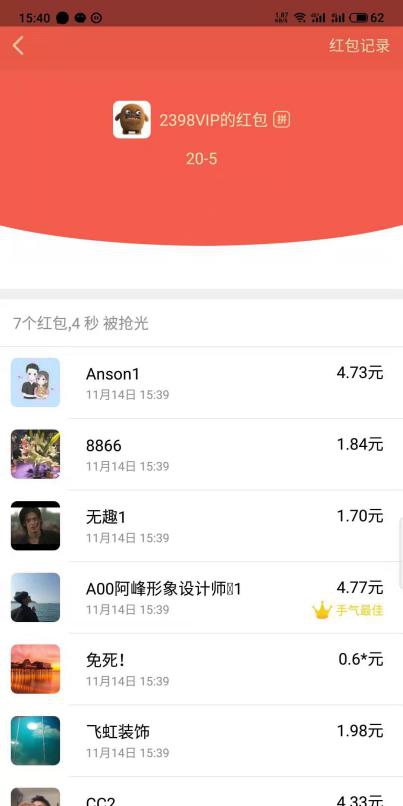 15:40
1.87 KB/s
62
红包记录
2398VIP的红包 拼
20-5
7个红包,4 秒 被抢光
Anson1
4.73元
11月14日 15:39
8866
1.84元
11月14日 15:39
无趣1
1.70元
11月14日 15:39
A00阿峰形象设计师1
4.77元
11月14日 15:39
手气最佳
免死！
0.6*元
11月14日 15:39
飞虹装饰
1.98元
11月14日 15:39
CC2
4.33元